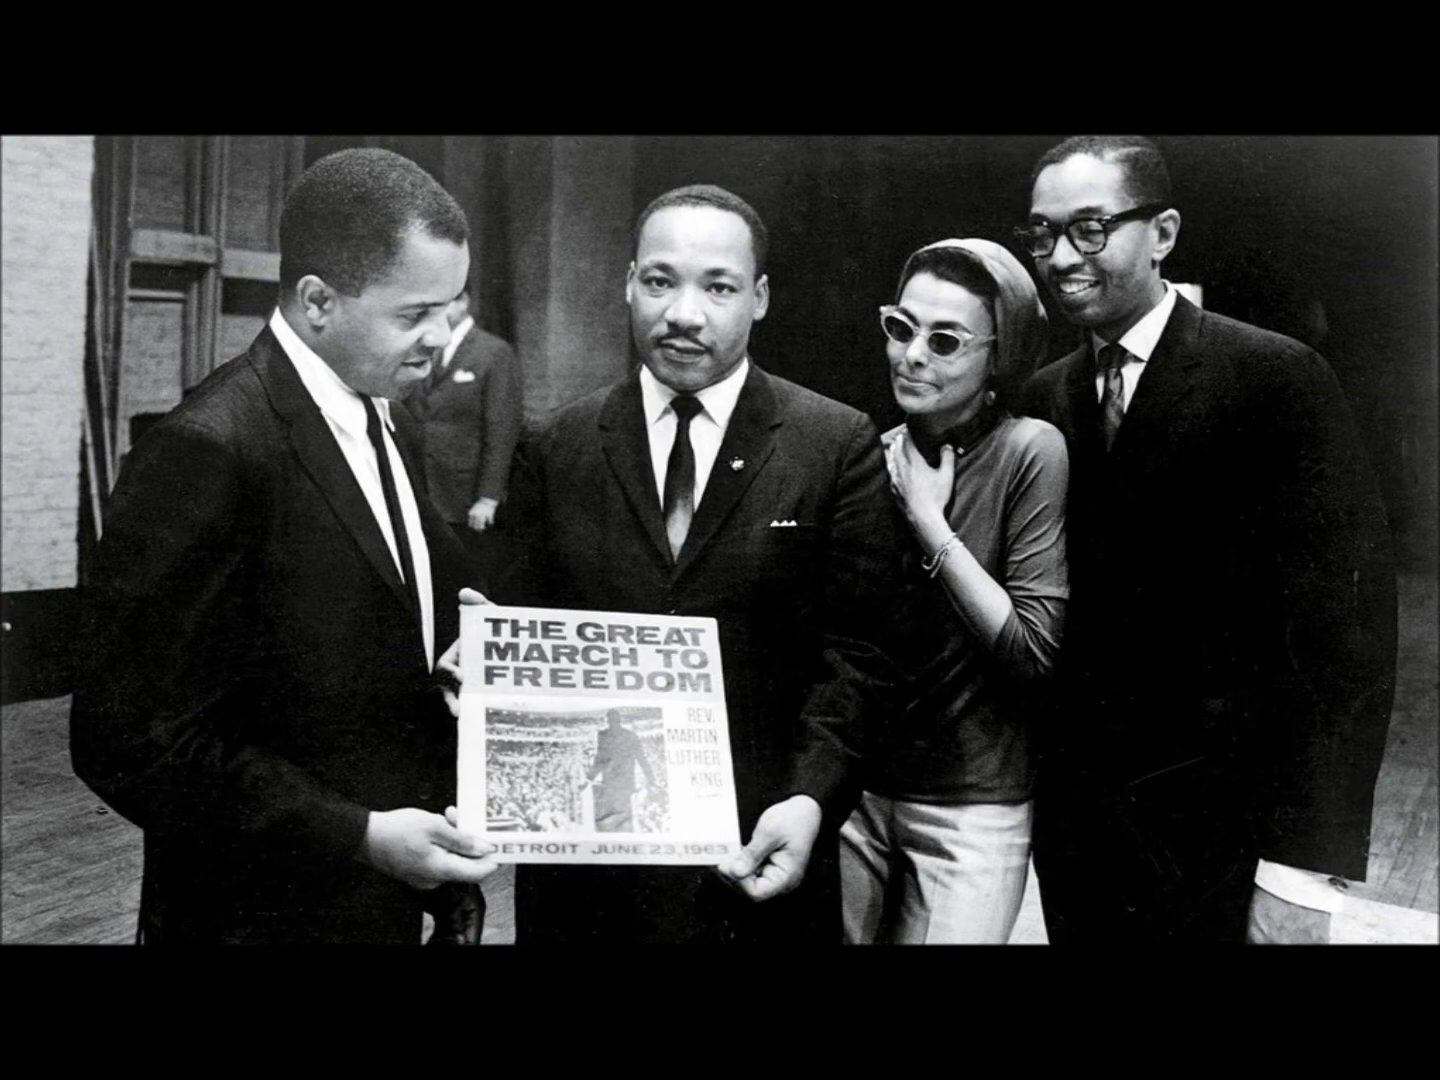 THE GREAT
MARCH TO
FREEDOM
REV.
MARTIN
LUTHER
KING
DETROIT JUNE 23, 1963